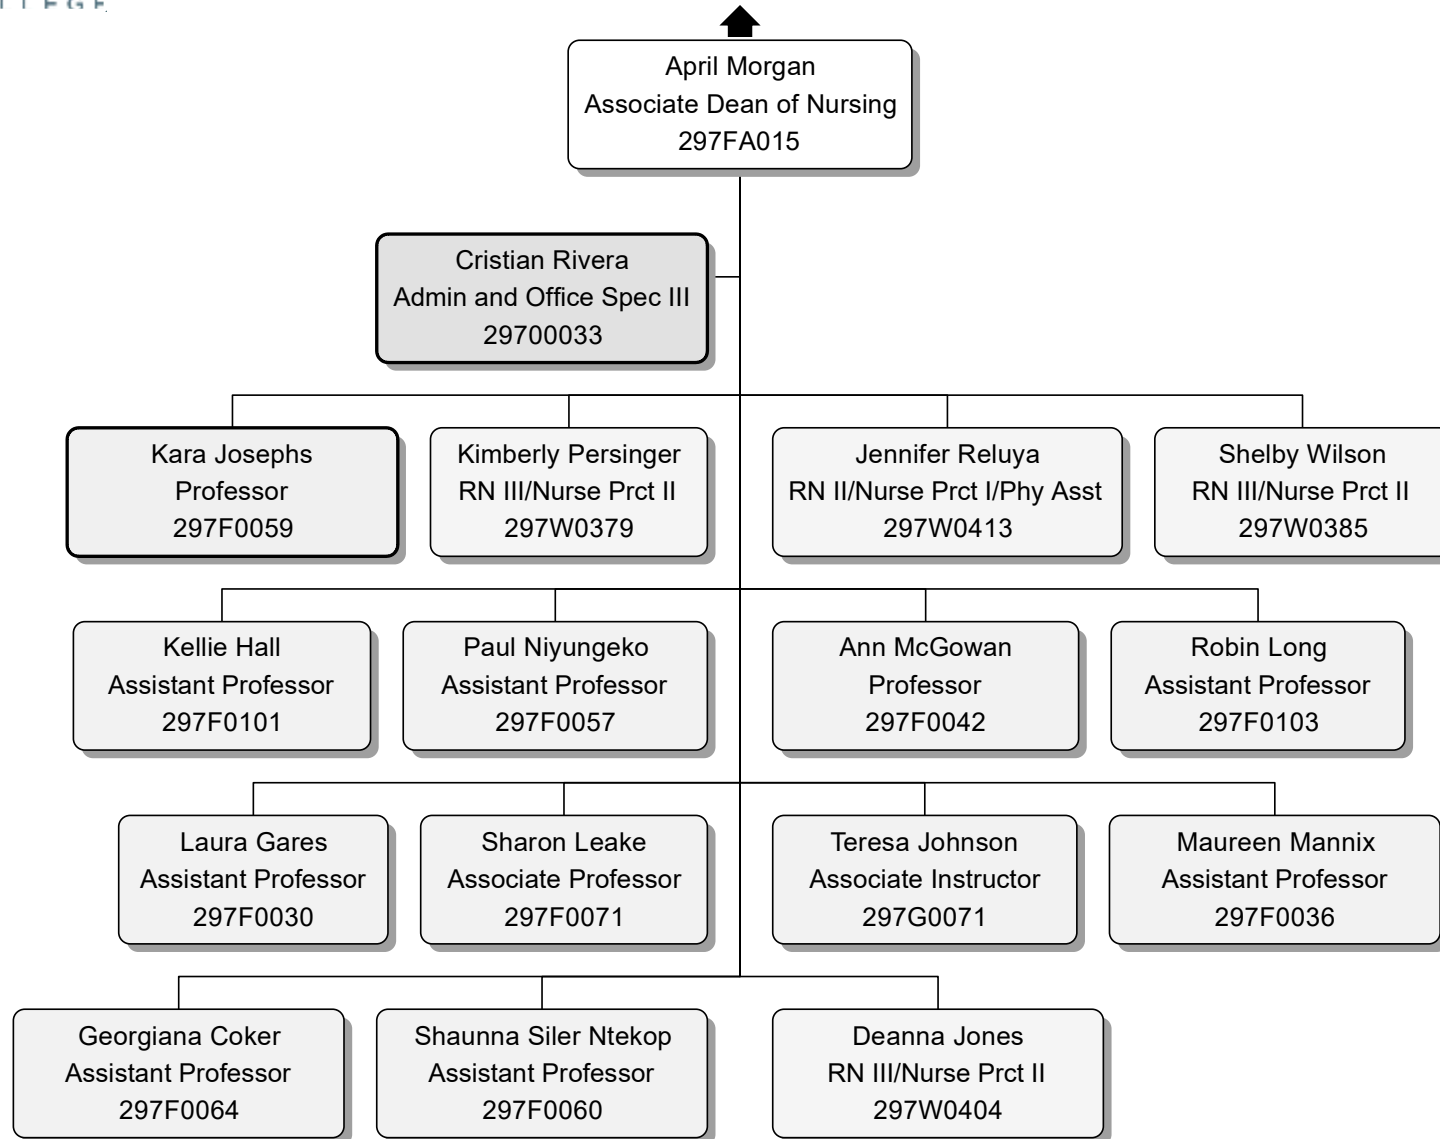 April Morgan
Associate Dean of Nursing
297FA015
Cristian Rivera
Admin and Office Spec III
29700033
Kara Josephs
Professor
297F0059
Kimberly Persinger
RN III/Nurse Prct II
297W0379
Jennifer Reluya
RN II/Nurse Prct I/Phy Asst
297W0413
Shelby Wilson
RN III/Nurse Prct II
297W0385
Kellie Hall
Assistant Professor
297F0101
Paul Niyungeko
Assistant Professor
297F0057
Ann McGowan
Professor
297F0042
Robin Long
Assistant Professor
297F0103
Laura Gares
Assistant Professor
297F0030
Sharon Leake
Associate Professor
297F0071
Teresa Johnson
Associate Instructor
297G0071
Maureen Mannix
Assistant Professor
297F0036
Georgiana Coker
Assistant Professor
297F0064
Shaunna Siler Ntekop
Assistant Professor
297F0060
Deanna Jones
RN III/Nurse Prct II
297W0404